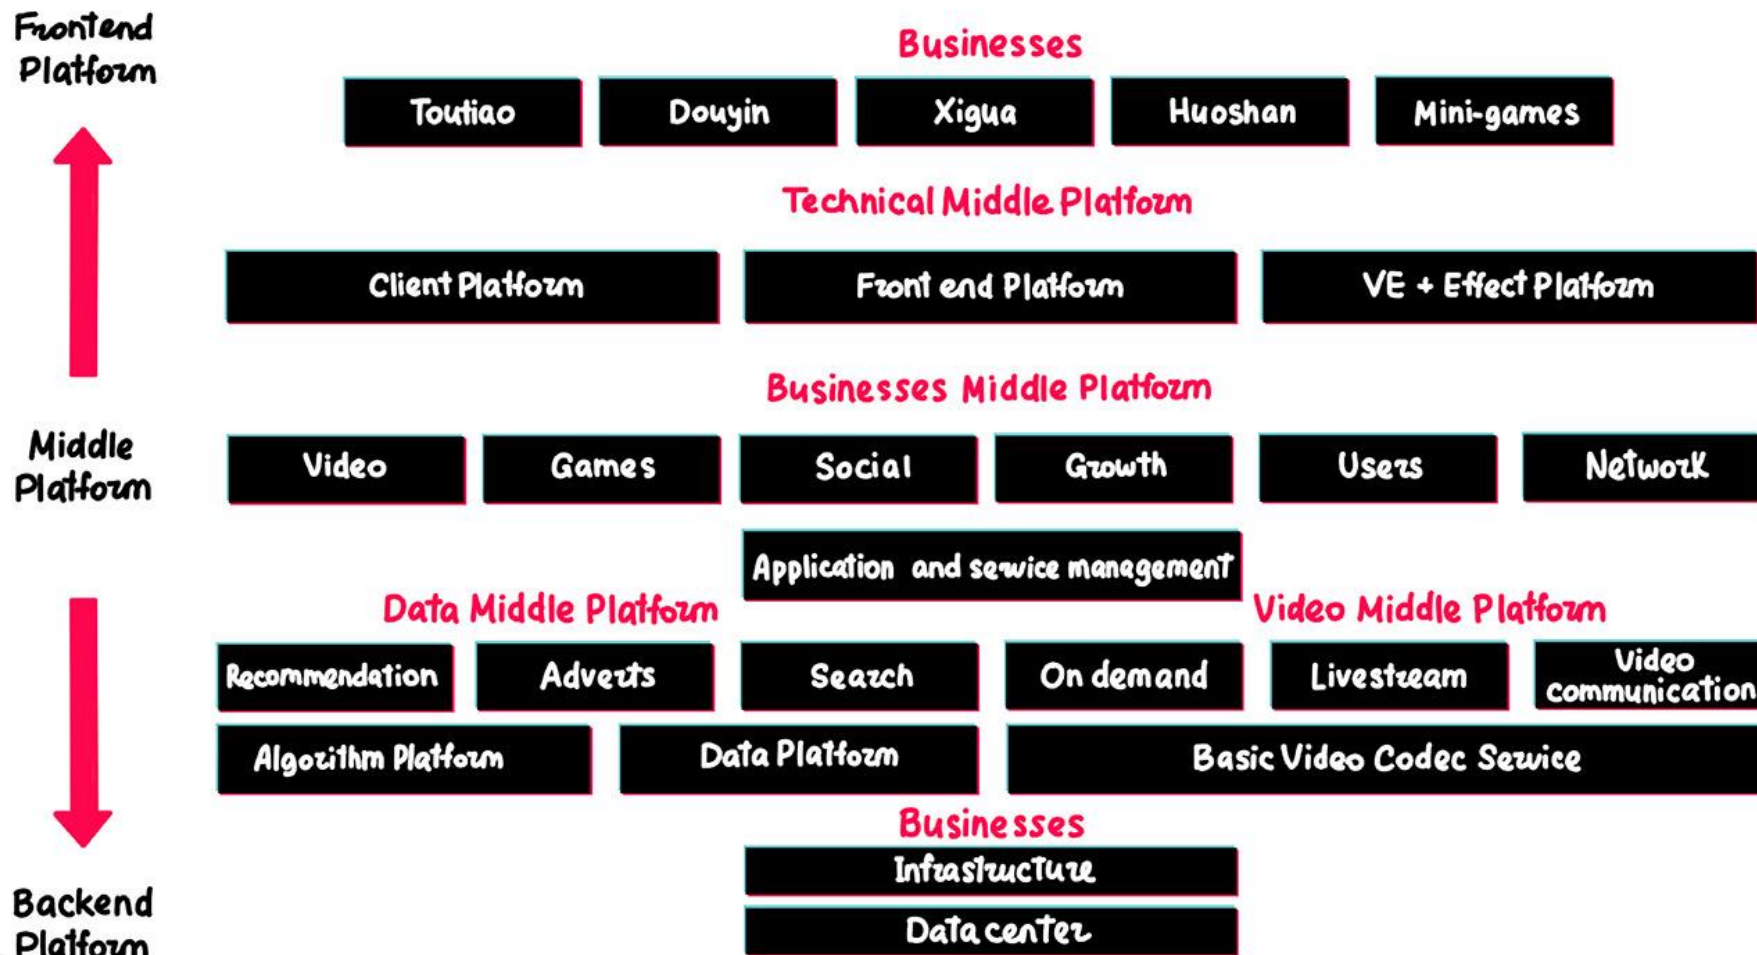 Frontend
Platform
Businesses
Toutiao
Douyin
Xigua
Huoshan
Mini-games
Technical Middle Platform
Client Platform
Front end Platform
VE + Effect Platform
Businesses Middle Platform
Middle
Platform
Video
Games
Social
Growth
Users
Network
Application and service management
Data Middle Platform
Video Middle Platform
Recommendation
Adverts
Search
On demand
Livestream
Video
communication
Algorithm Platform
Data Platform
Basic Video Codec Service
Businesses
Infrastructure
Data center
Backend
Platform